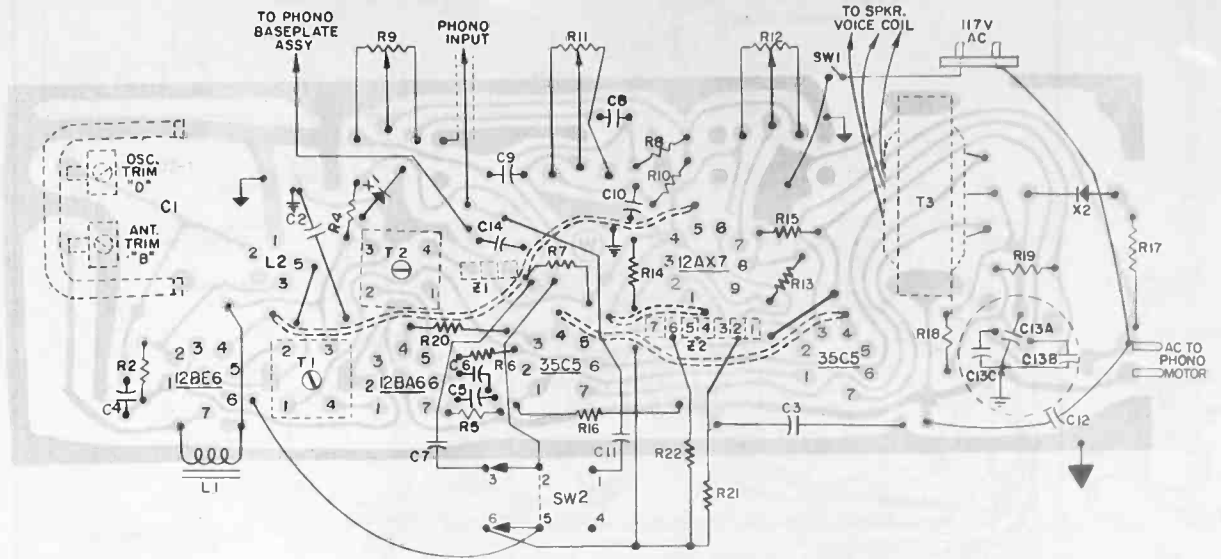 TO PHONO
BASEPLATE
ASSY
PHONO
INPUT
R9
R11
R12
SW1
TO SPKR.
VOICE COIL
117V
AC
OSC.
TRIM
"O"
ANT.
TRIM
"B"
C1
C2
R4
X1
C9
C8
R8
R10
C10
T3
X2
R17
1
2
L2
5
3
3
T2
4
2
1
C14
Z1
R7
R14
4
5
6
3
12AX7
7
8
2
1
9
R15
R13
R19
R18
C13A
C13B
C13C
AC TO
PHONO
MOTOR
R2
C4
2
3
4
5
12BE6
1
6
7
2
3
T1
1
4
R20
3
4
5
2
12BA6
6
1
7
C6
R6
C5
R5
3
4
5
2
35C5
6
1
7
7
6
5
4
3
2
1
Z2
3
4
2
35C5
5
6
1
7
R16
C3
C12
L1
C7
C11
R22
R21
3
2
1
SW2
6
5
4